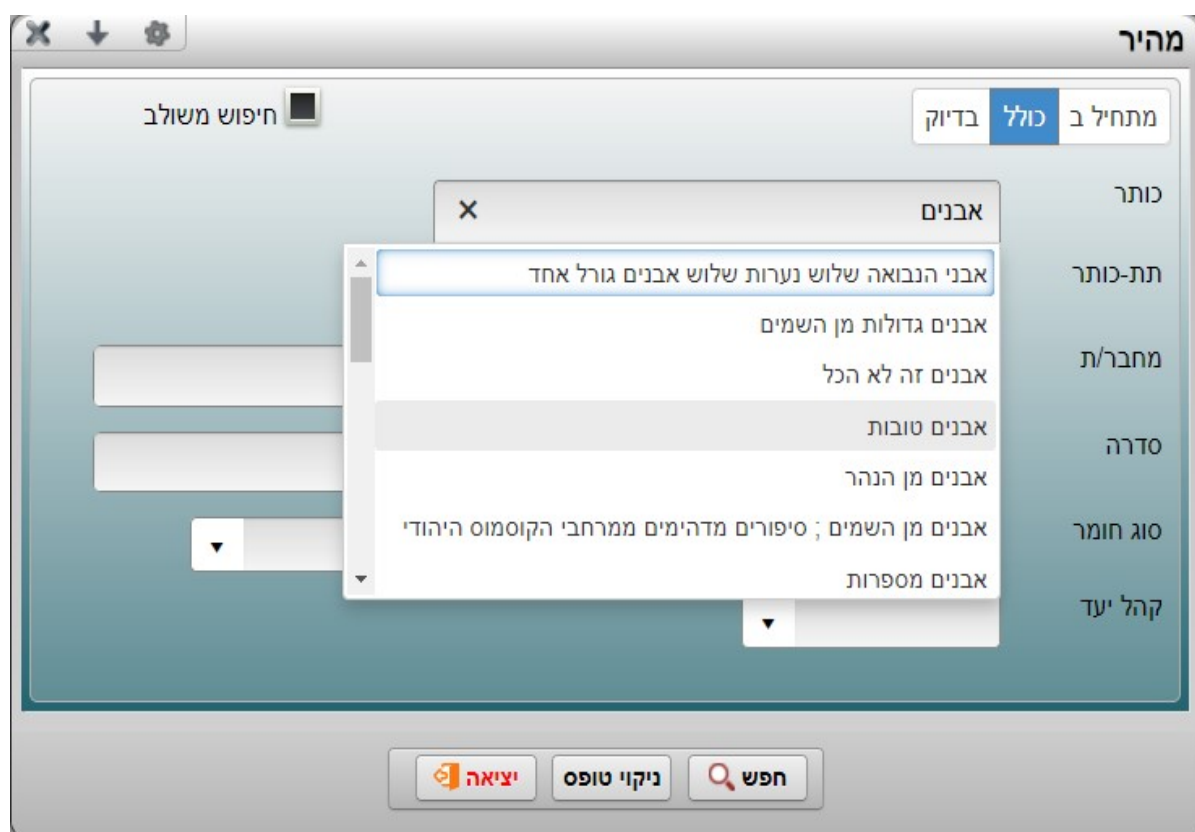 מהיר
מתחיל ב כולל בדיוק
חיפוש משולב
כותר
אבנים
אבני הנבואה שלוש נערות שלוש אבנים גורל אחד
תת-כותר
אבנים גדולות מן השמים
מחבר/ת
אבנים זה לא הכל
אבנים טובות
סדרה
אבנים מן הנהר
אבנים מן השמים ; סיפורים מדהימים ממרחבי הקוסמוס היהודי
סוג חומר
אבנים מספרות
קהל יעד
חפש ניקוי טופס יציאה